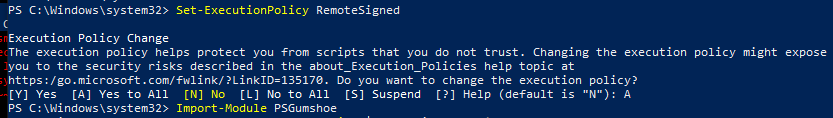 PS C:\Windows\system32> Set-ExecutionPolicy RemoteSigned
Execution Policy Change
The execution policy helps protect you from scripts that you do not trust. Changing the execution policy might expose
you to the security risks described in the about_Execution_Policies help topic at
https:/go.microsoft.com/fwlink/?LinkID=135170. Do you want to change the execution policy?
[Y] Yes  [A] Yes to All  [N] No  [L] No to All  [S] Suspend  [?] Help (default is "N"): A
PS C:\Windows\system32> Import-Module PSGumshoe